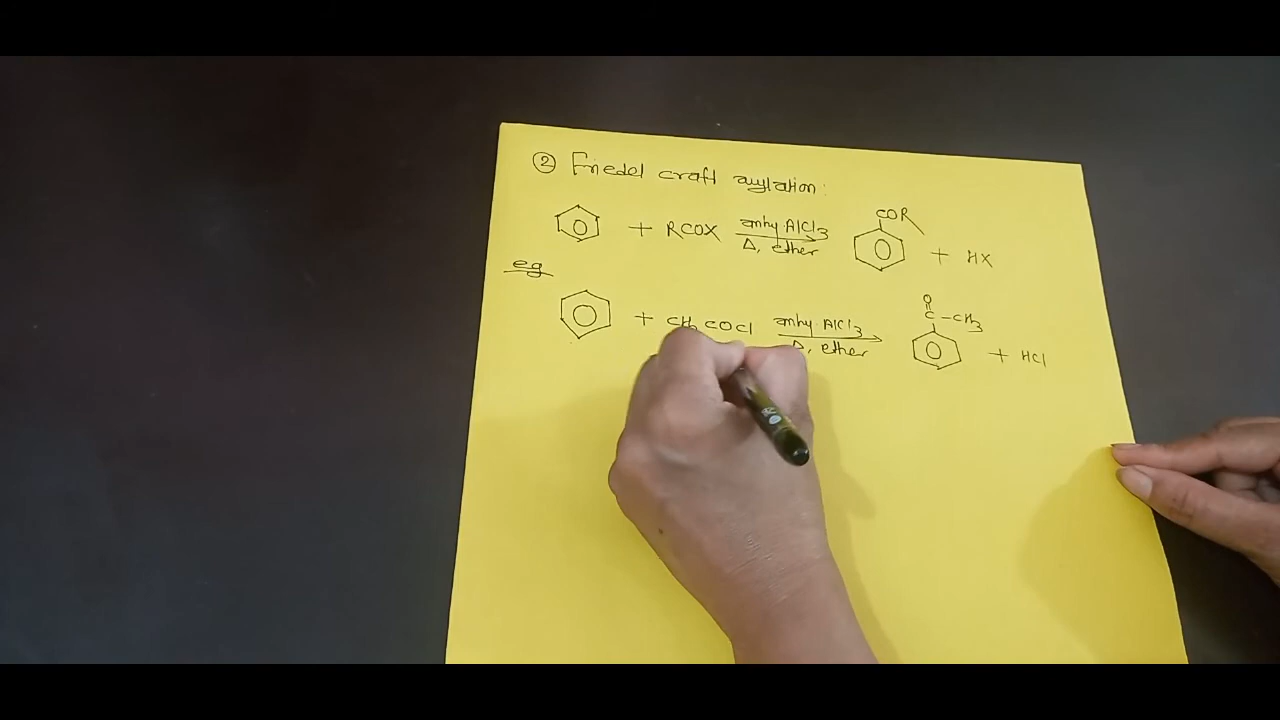 ② Friedel craft acylation:
+ RCOX anhy. AlCl3 Δ, ether COR + HX
eg
+ CH3COCl anhy. AlCl3 Δ, ether O C-CH3 + HCl